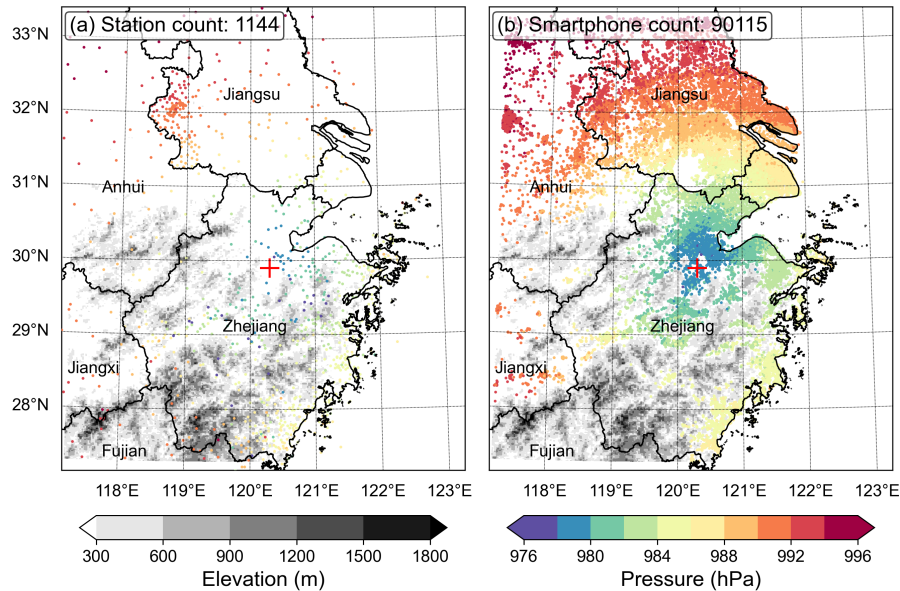 (a) Station count: 1144
(b) Smartphone count: 90115
33°N
32°N
31°N
30°N
29°N
28°N
Jiangsu
Anhui
Zhejiang
Jiangxi
Fujian
Jiangsu
Anhui
Zhejiang
Jiangxi
Fujian
118°E 119°E 120°E 121°E 122°E 123°E
118°E 119°E 120°E 121°E 122°E 123°E
300 600 900 1200 1500 1800
Elevation (m)
976 980 984 988 992 996
Pressure (hPa)